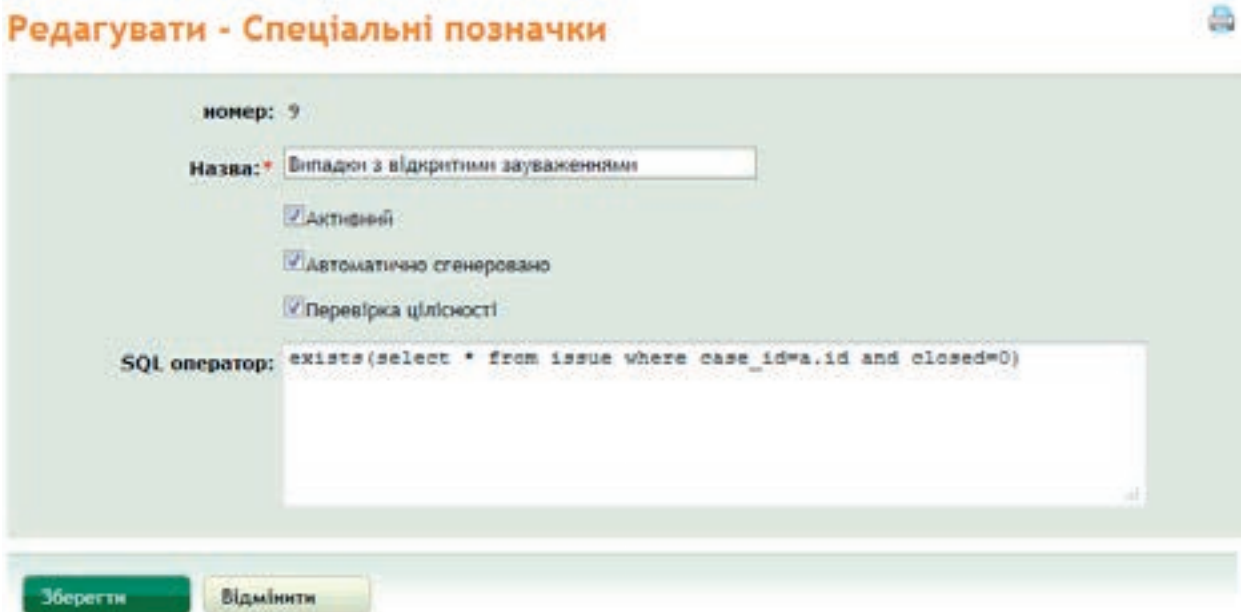 Редагувати - Спеціальні позначки
номер: 9
Назва:* Випадки з відкритими зауваженнями
Активний
Автоматично сгенеровано
Перевірка цілісності
SQL оператор: exists(select * from issue where case_id=a.id and closed=0)
Зберегти Відмінити